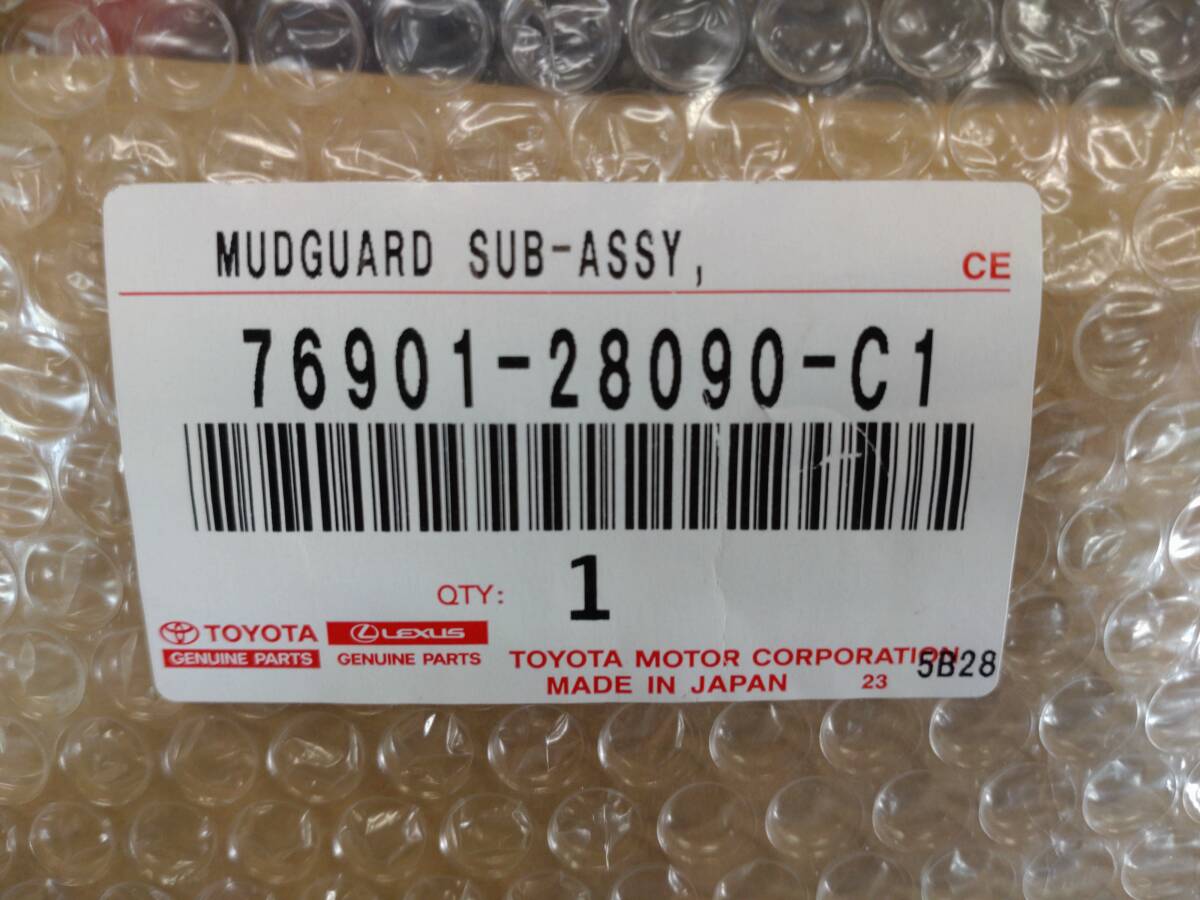 MUDGUARD SUB-ASSY,
CE
76901-28090-C1
QTY: 1
TOYOTA
GENUINE PARTS
LEXUS
GENUINE PARTS
TOYOTA MOTOR CORPORATION
MADE IN JAPAN 23 5B28